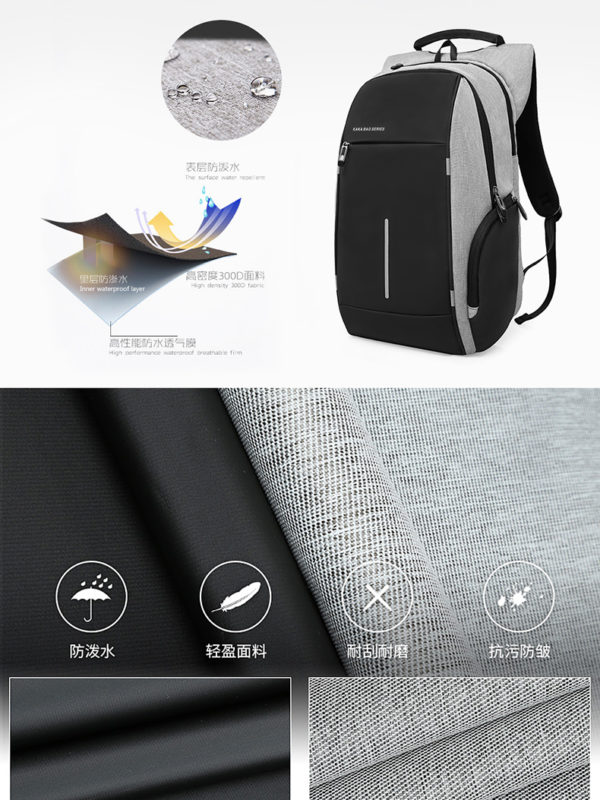 KAKA BAO SERIES
表层防泼水
The surface water repellent
里层防渗水
Inner waterproof layer
高密度300D面料
High density 300D fabric
高性能防水透气膜
High performance waterproof breathable film
防泼水
轻盈面料
耐刮耐磨
抗污防皱